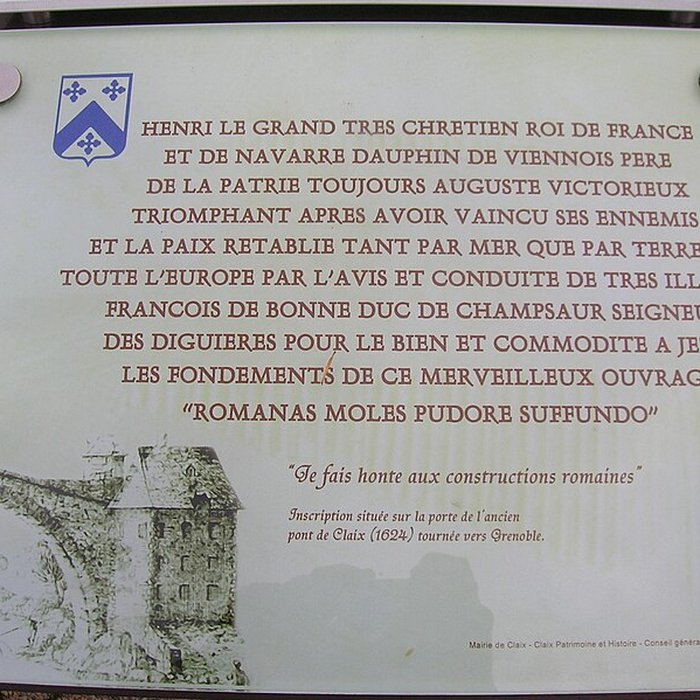 HENRI LE GRAND TRES CHRETIEN ROI DE FRANCE
ET DE NAVARRE DAUPHIN DE VIENNOIS PERE
DE LA PATRIE TOUJOURS AUGUSTE VICTORIEUX
TRIOMPHANT APRES AVOIR VAINCU SES ENNEMIS
ET LA PAIX RETABLIE TANT PAR MER QUE PAR TERRE
TOUTE L'EUROPE PAR L'AVIS ET CONDUITE DE TRES
FRANCOIS DE BONNE DUC DE CHAMPSAUR
DES DIGUIERES POUR LE BIEN ET COMMODITE A
LES FONDEMENTS DE CE MERVEILLEUX
"ROMANAS MOLES PUDORE SUFFUNDO"
"Je fais honte aux constructions romaines"
Inscription située sur la porte de l'ancien
pont de Claix (1624) tournée vers Grenoble.
Mairie de Claix - Claix Patrimoine et Histoire - Conseil